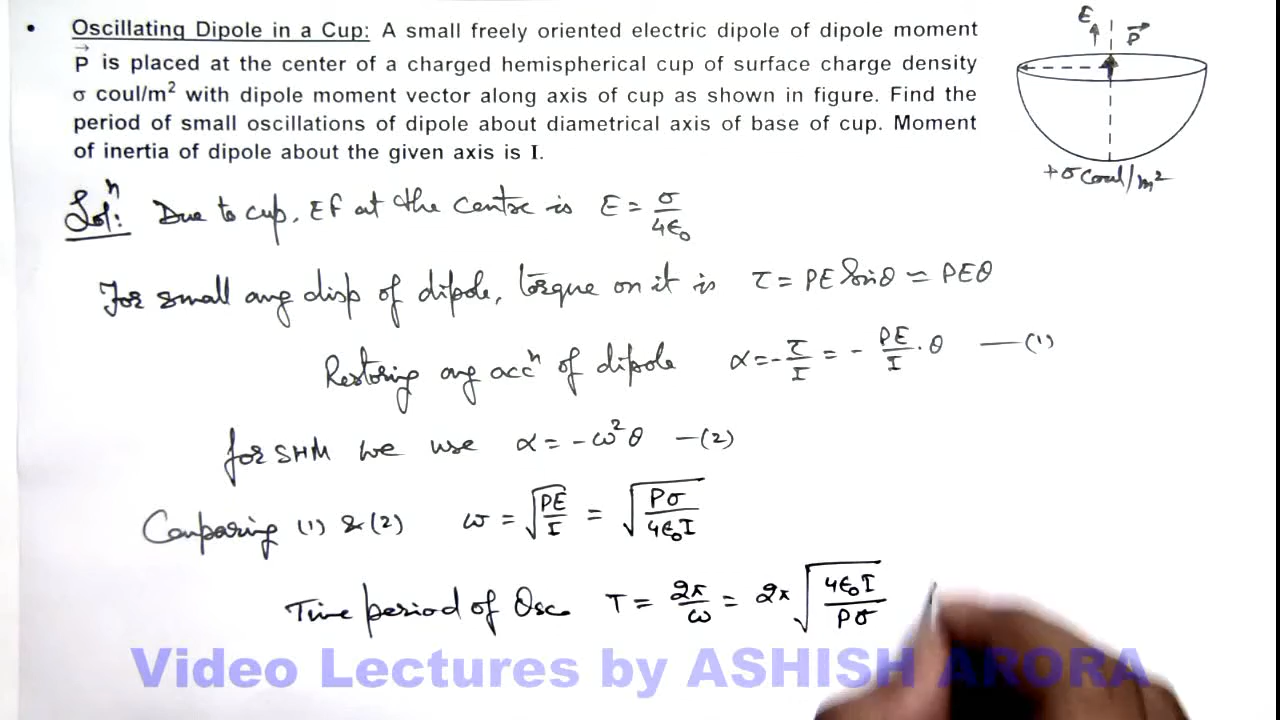 • Oscillating Dipole in a Cup: A small freely oriented electric dipole of dipole moment
P⃗ is placed at the center of a charged hemispherical cup of surface charge density
σ coul/m² with dipole moment vector along axis of cup as shown in figure. Find the
period of small oscillations of dipole about diametrical axis of base of cup. Moment
of inertia of dipole about the given axis is I.
E P⃗
+σ Coul/m²
Solⁿ: Due to cup, EF at the centre is E = σ/4ε₀
For small ang disp of dipole, torque on it is τ = PE Sinθ ≃ PEθ
Restoring ang accⁿ of dipole α = -τ/I = - PE/I · θ —(1)
for SHM we use α = -ω²θ —(2)
Comparing (1) & (2) ω = √(PE/I) = √(Pσ/4ε₀I)
Time period of Osc. T = 2π/ω = 2π √(4ε₀I/Pσ)
Video Lectures by ASHISH ARORA